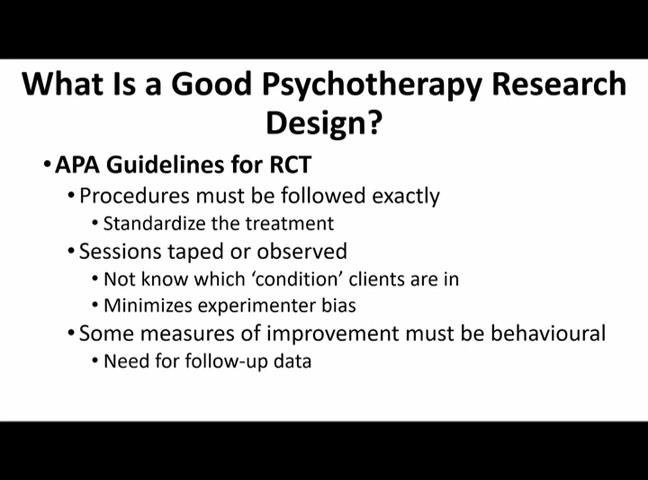 What Is a Good Psychotherapy Research
Design?
•APA Guidelines for RCT
•Procedures must be followed exactly
•Standardize the treatment
•Sessions taped or observed
•Not know which ‘condition’ clients are in
•Minimizes experimenter bias
•Some measures of improvement must be behavioural
•Need for follow-up data